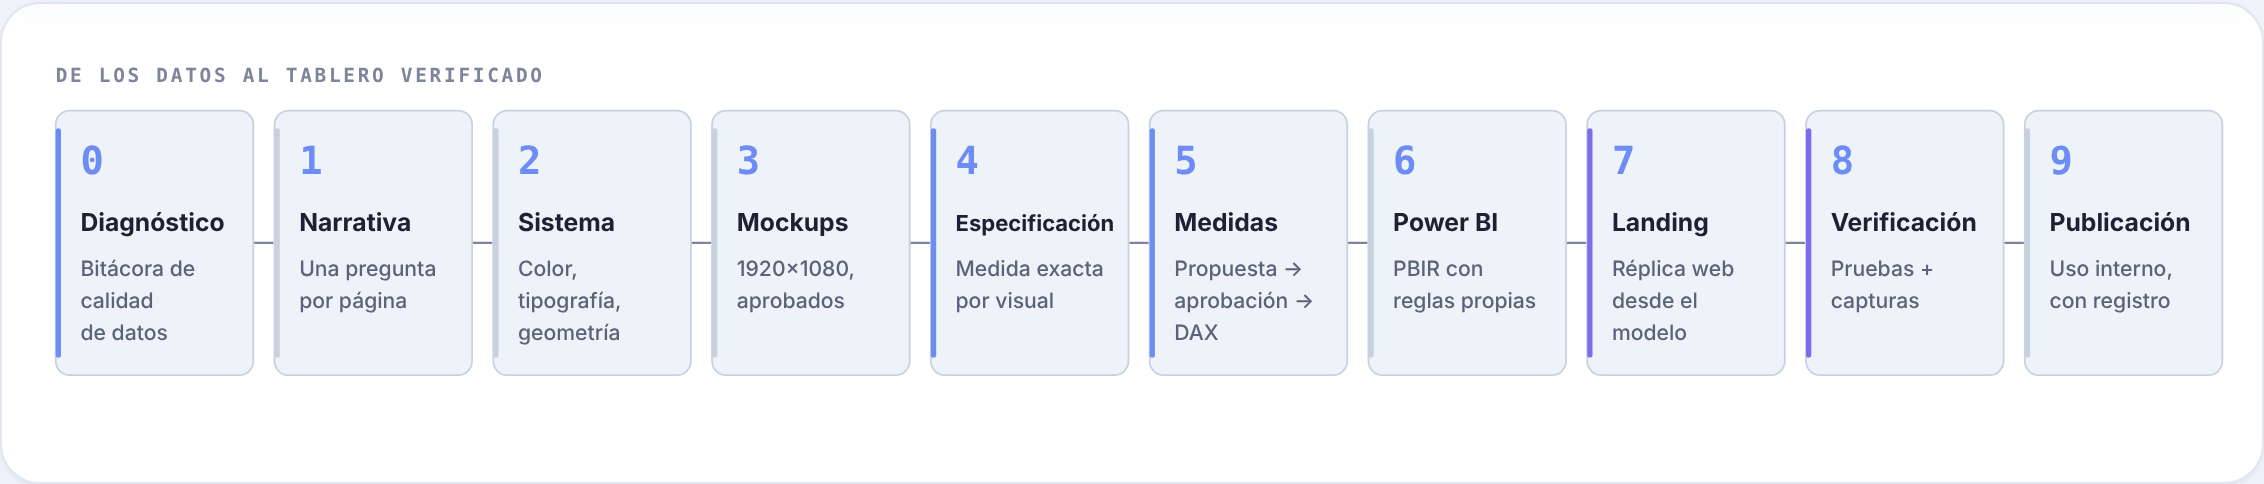 DE LOS DATOS AL TABLERO VERIFICADO
0
Diagnóstico
Bitácora de
calidad
de datos
1
Narrativa
Una pregunta
por página
2
Sistema
Color,
tipografía,
geometría
3
Mockups
1920×1080,
aprobados
4
Especificación
Medida exacta
por visual
5
Medidas
Propuesta →
aprobación →
DAX
6
Power BI
PBIR con
reglas propias
7
Landing
Réplica web
desde el
modelo
8
Verificación
Pruebas +
capturas
9
Publicación
Uso interno,
con registro